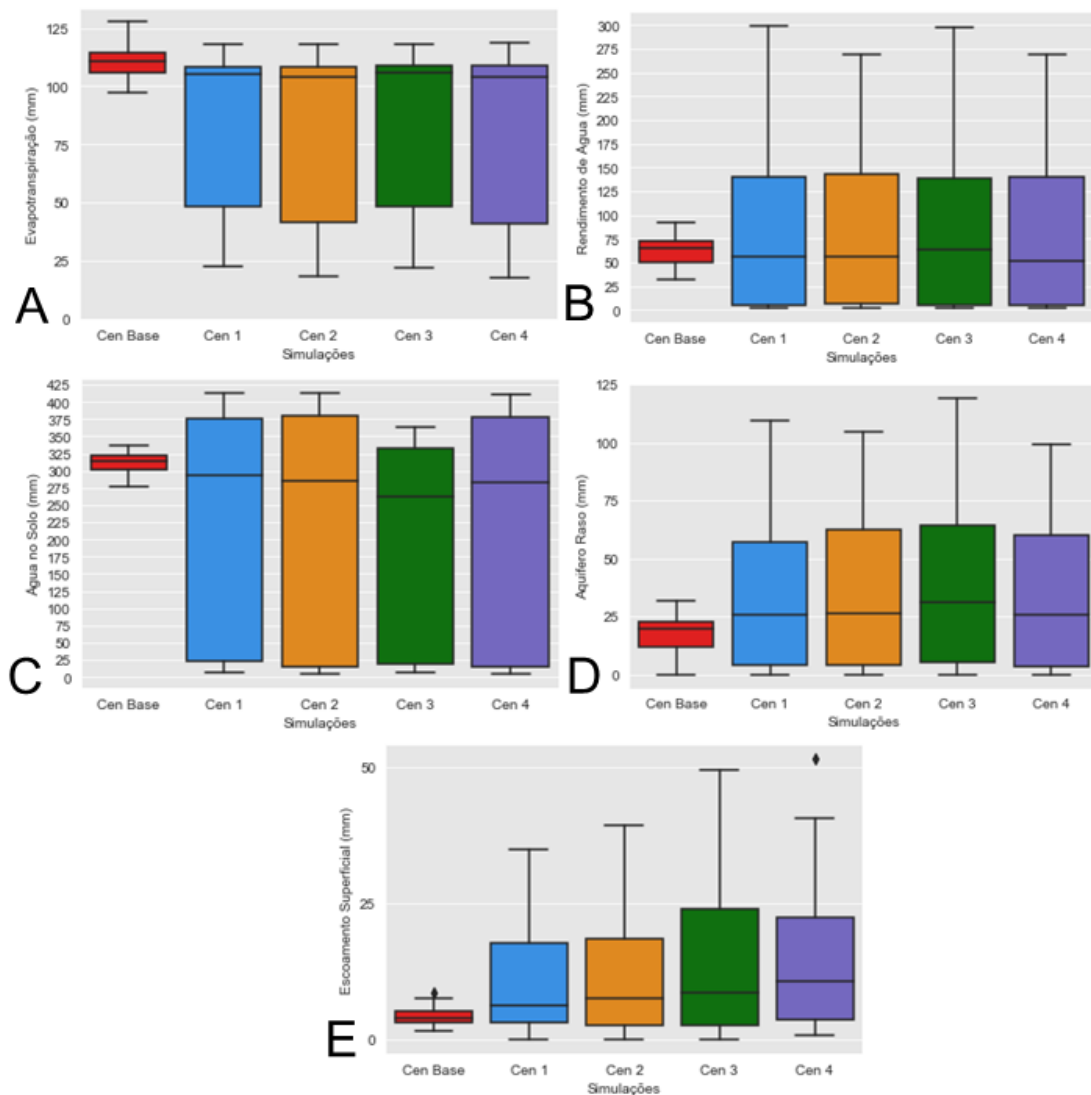 Evapotranspiração (mm)
125
100
75
50
25
0
A
Cen Base Cen 1 Cen 2 Cen 3 Cen 4
Simulações
Rendimento de Água (mm)
300
275
250
225
200
175
150
125
100
75
50
25
0
B
Cen Base Cen 1 Cen 2 Cen 3 Cen 4
Simulações
Agua no Solo (mm)
425
400
375
350
325
300
275
250
225
200
175
150
125
100
75
50
25
0
C
Cen Base Cen 1 Cen 2 Cen 3 Cen 4
Simulações
Aquifero Raso (mm)
125
100
75
50
25
0
D
Cen Base Cen 1 Cen 2 Cen 3 Cen 4
Simulações
Escoamento Superficial (mm)
50
25
0
E
Cen Base Cen 1 Cen 2 Cen 3 Cen 4
Simulações